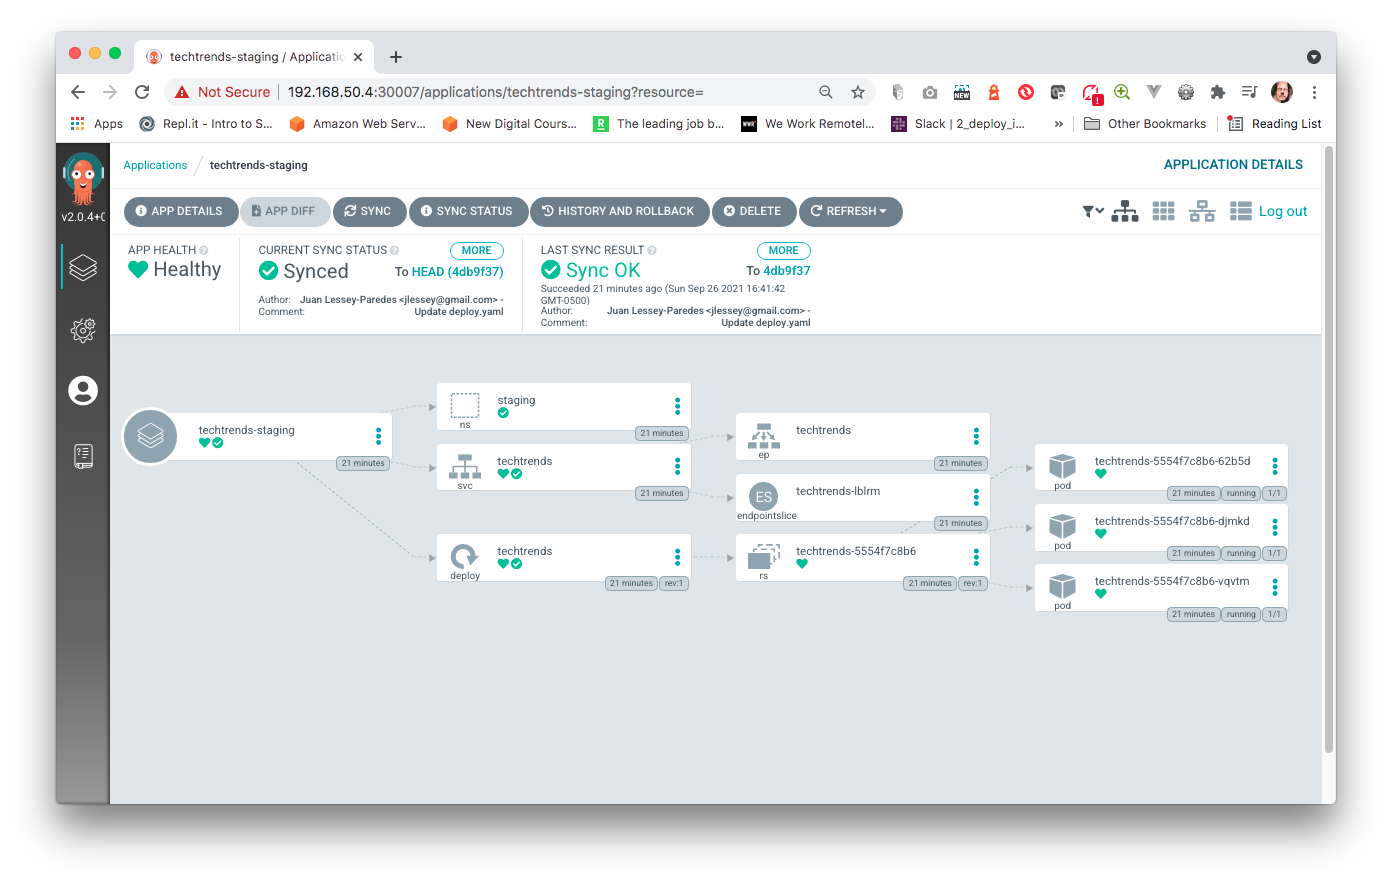 techtrends-staging / Applicatio
Not Secure
192.168.50.4:30007/applications/techtrends-staging?resource=
NEW
Apps
Repl.it - Intro to S...
Amazon Web Serv...
New Digital Cours...
R
The leading job b...
WWR
We Work Remotel...
Slack | 2_deploy_i...
»
Other Bookmarks
Reading List
v2.0.4+0
Applications / techtrends-staging
APPLICATION DETAILS
APP DETAILS
APP DIFF
SYNC
SYNC STATUS
HISTORY AND ROLLBACK
DELETE
REFRESH
Log out
APP HEALTH
Healthy
CURRENT SYNC STATUS
MORE
Synced
To HEAD (4db9f37)
Author: Juan Lessey-Paredes <jlessey@gmail.com> -
Comment: Update deploy.yaml
LAST SYNC RESULT
MORE
Sync OK
To 4db9f37
Succeeded 21 minutes ago (Sun Sep 26 2021 16:41:42
GMT-0500)
Author: Juan Lessey-Paredes <jlessey@gmail.com> -
Comment: Update deploy.yaml
techtrends-staging
21 minutes
staging
ns
21 minutes
techtrends
svc
21 minutes
techtrends
deploy
21 minutes
rev:1
techtrends
ep
21 minutes
ES
techtrends-lblrm
endpointslice
21 minutes
techtrends-5554f7c8b6
rs
21 minutes
rev:1
techtrends-5554f7c8b6-62b5d
pod
21 minutes
running
1/1
techtrends-5554f7c8b6-djmkd
pod
21 minutes
running
1/1
techtrends-5554f7c8b6-vqvtm
pod
21 minutes
running
1/1